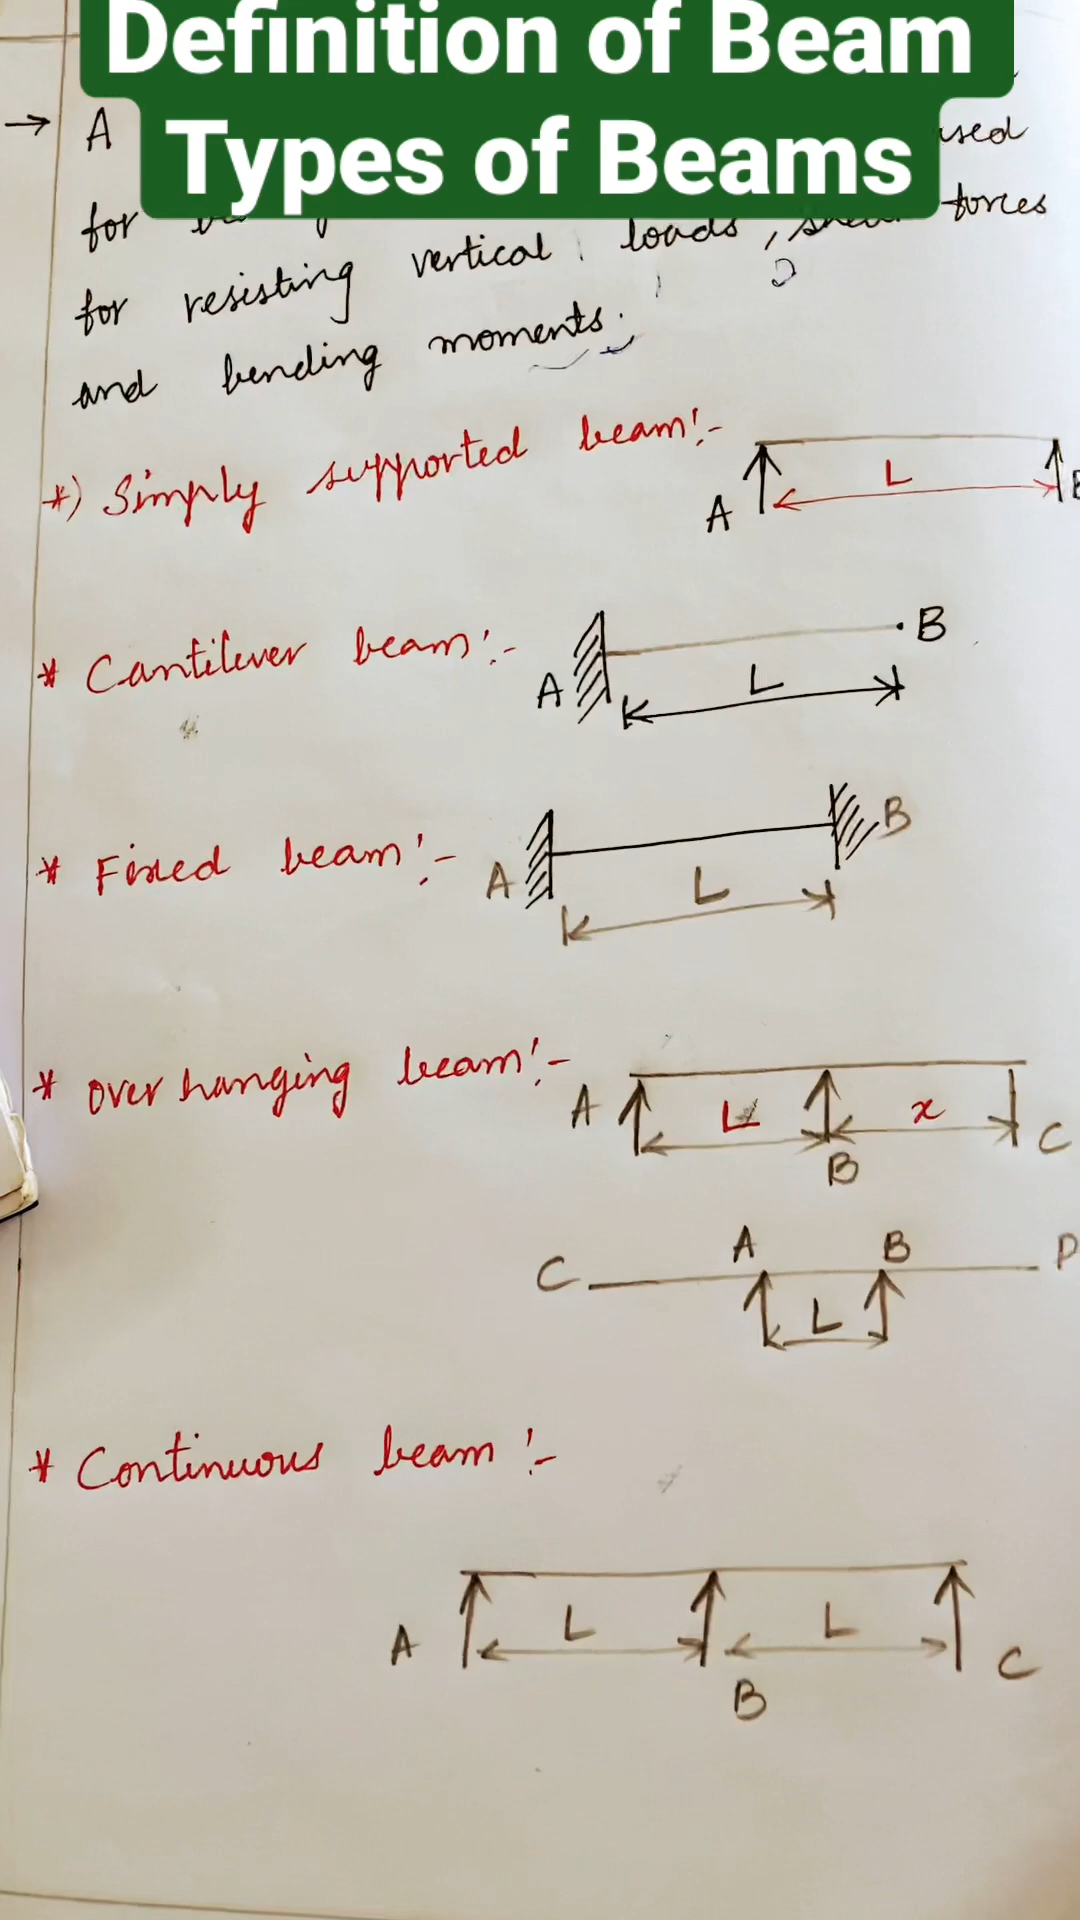 Definition of Beam
Types of Beams
→ A used
for forces
for resisting vertical loads, shear
and bending moments.
*) Simply supported beam:-
A L
* Cantilever beam:-
A L B
* Fixed beam:-
A L B
* over hanging beam:-
A L B x C
C A L B D
* Continuous beam:-
A L B L C